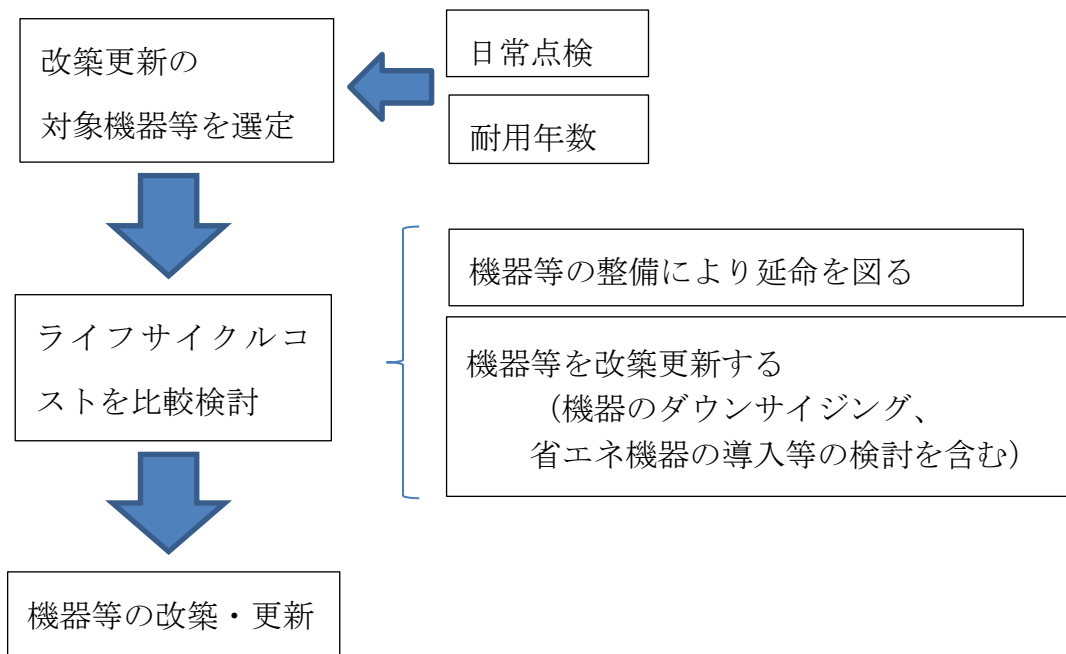 改築更新の
対象機器等を選定
日常点検
耐用年数
ライフサイクルコ
ストを比較検討
機器等の整備により延命を図る
機器等を改築更新する
（機器のダウンサイジング、
省エネ機器の導入等の検討を含む）
機器等の改築・更新